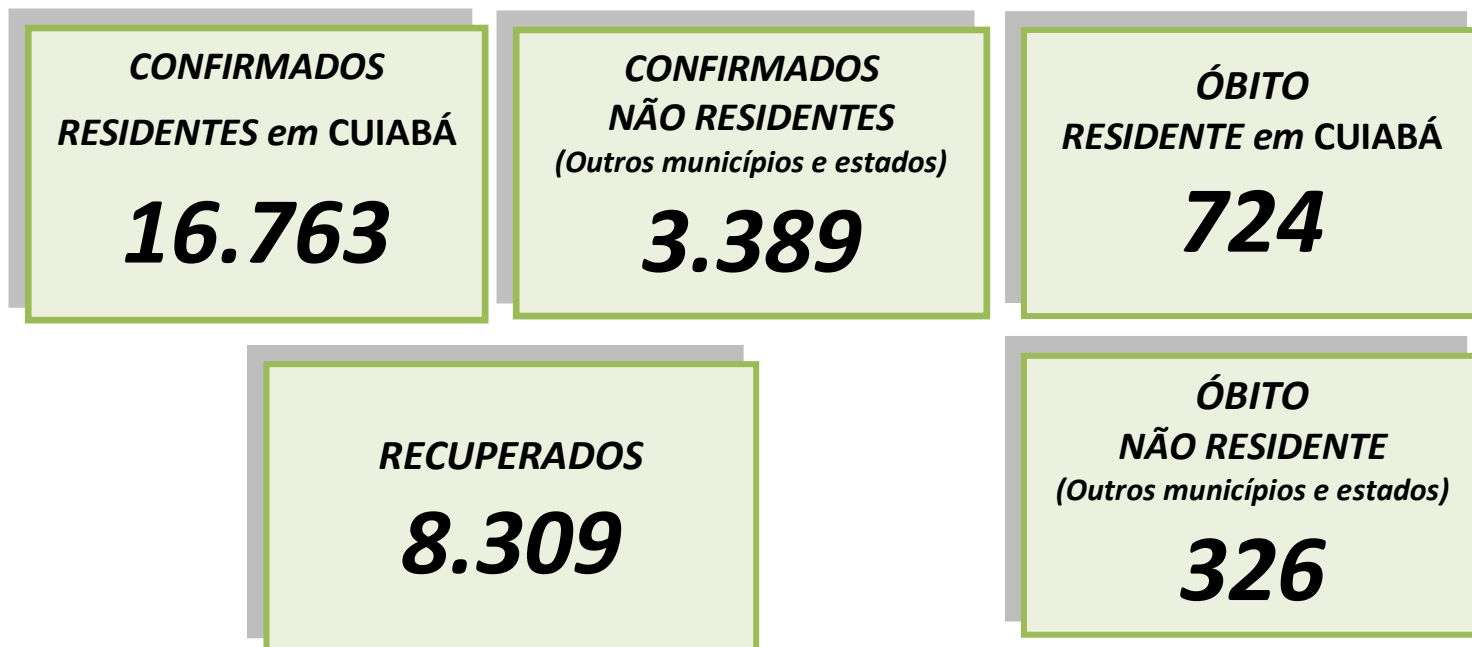 CONFIRMADOS
RESIDENTES em CUIABÁ
16.763
CONFIRMADOS
NÃO RESIDENTES
(Outros municípios e estados)
3.389
ÓBITO
RESIDENTE em CUIABÁ
724
RECUPERADOS
8.309
ÓBITO
NÃO RESIDENTE
(Outros municípios e estados)
326